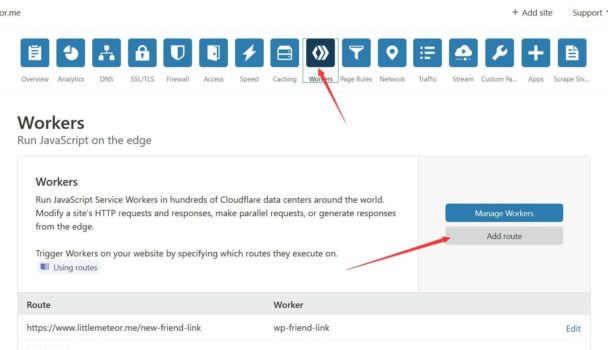 or.me
+ Add site
Support
Overview
Analytics
DNS
SSL/TLS
Firewall
Access
Speed
Caching
Workers
Page Rules
Network
Traffic
Stream
Custom Pa...
Apps
Scrape Shi...
Workers
Run JavaScript on the edge
Workers
Run JavaScript Service Workers in hundreds of Cloudflare data centers around the world.
Modify a site's HTTP requests and responses, make parallel requests, or generate responses
from the edge.
Manage Workers
Add route
Trigger Workers on your website by specifying which routes they execute on.
Using routes
Route
Worker
https://www.littlemeteor.me/new-friend-link
wp-friend-link
Edit